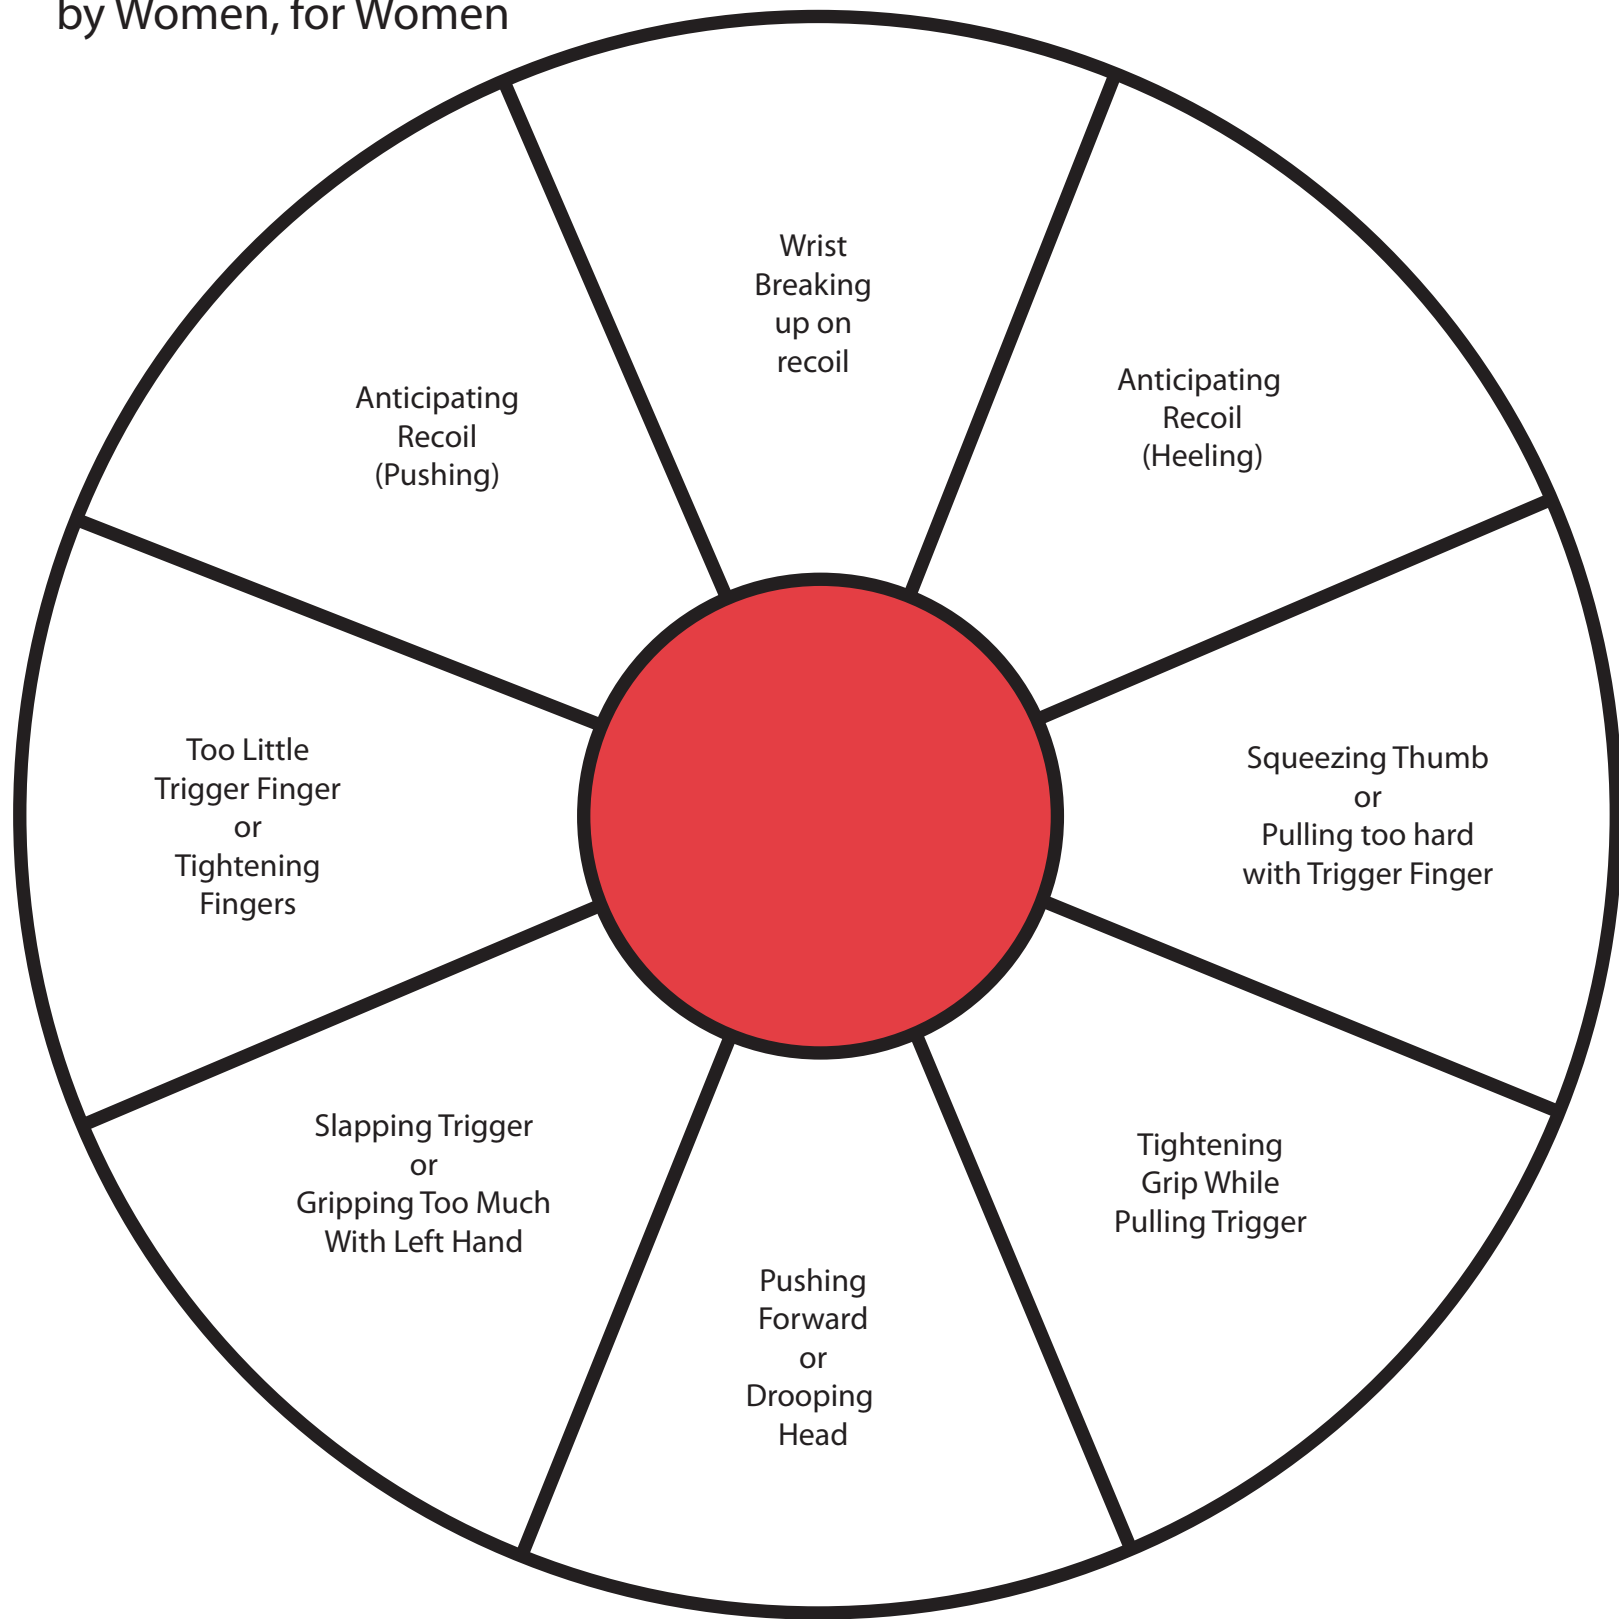 by Women, for Women
Wrist
Breaking
up on
recoil
Anticipating
Recoil
(Heeling)
Anticipating
Recoil
(Pushing)
Too Little
Trigger Finger
or
Tightening
Fingers
Squeezing Thumb
or
Pulling too hard
with Trigger Finger
Slapping Trigger
or
Gripping Too Much
With Left Hand
Tightening
Grip While
Pulling Trigger
Pushing
Forward
or
Drooping
Head